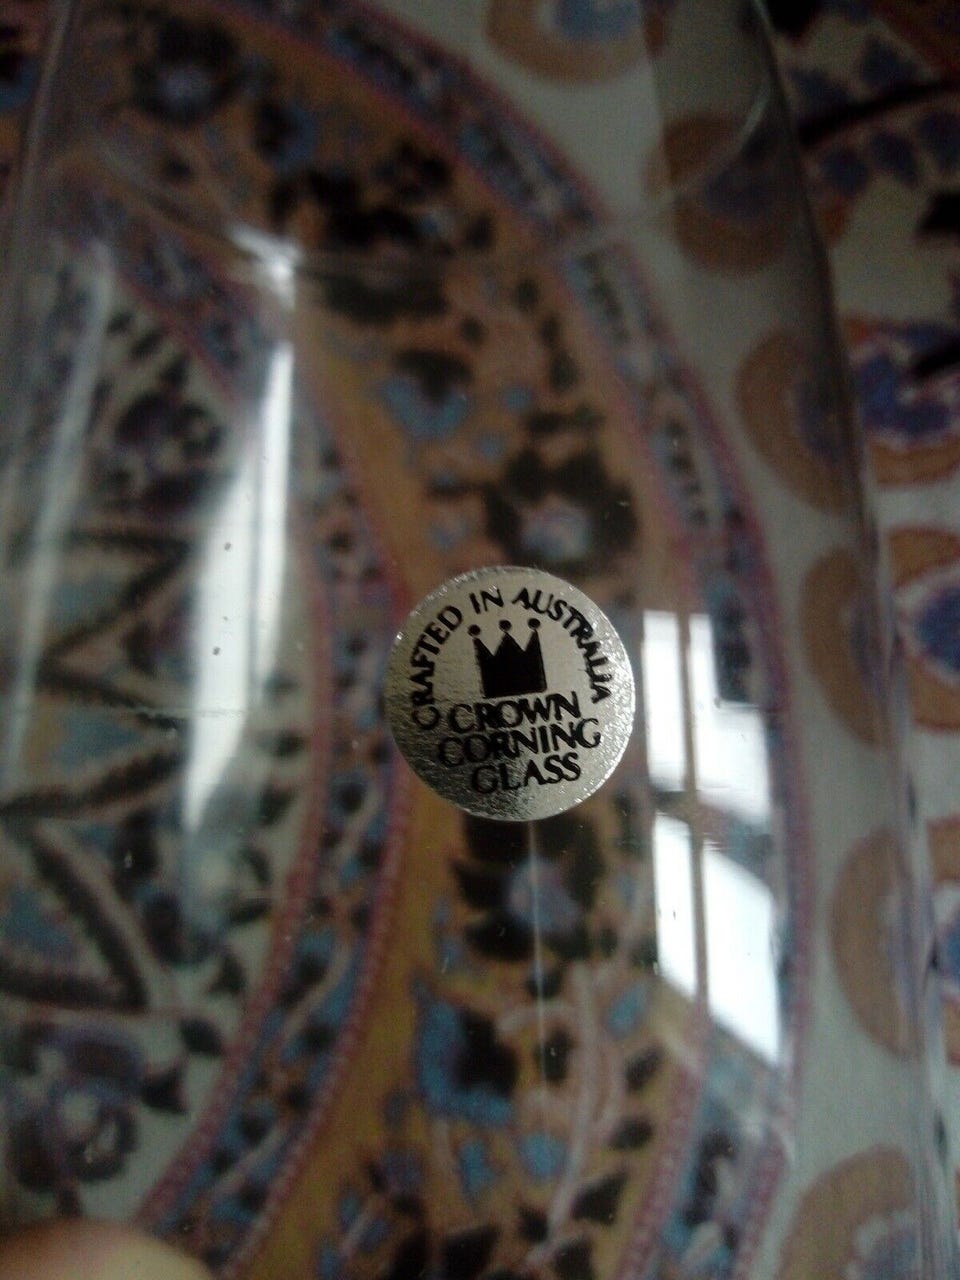 CRAFTED IN AUSTRALIA
CROWN
CORNING
GLASS